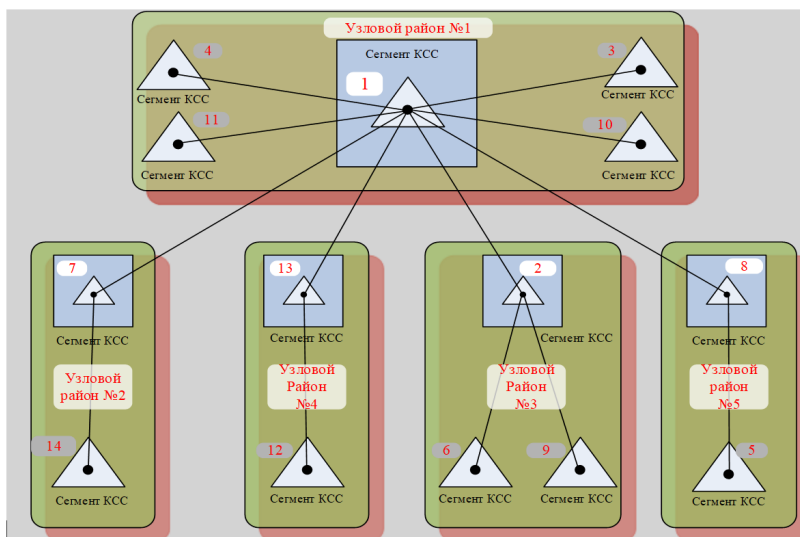 Узловой район №1
4
Сегмент КСС
3
1
Сегмент КСС
Сегмент КСС
11
10
Сегмент КСС
Сегмент КСС
7
13
2
8
Сегмент КСС
Сегмент КСС
Сегмент КСС
Сегмент КСС
Узловой
район №2
Узловой
Район
№4
Узловой
Район
№3
Узловой
район
№5
14
12
6
9
5
Сегмент КСС
Сегмент КСС
Сегмент КСС
Сегмент КСС
Сегмент КСС